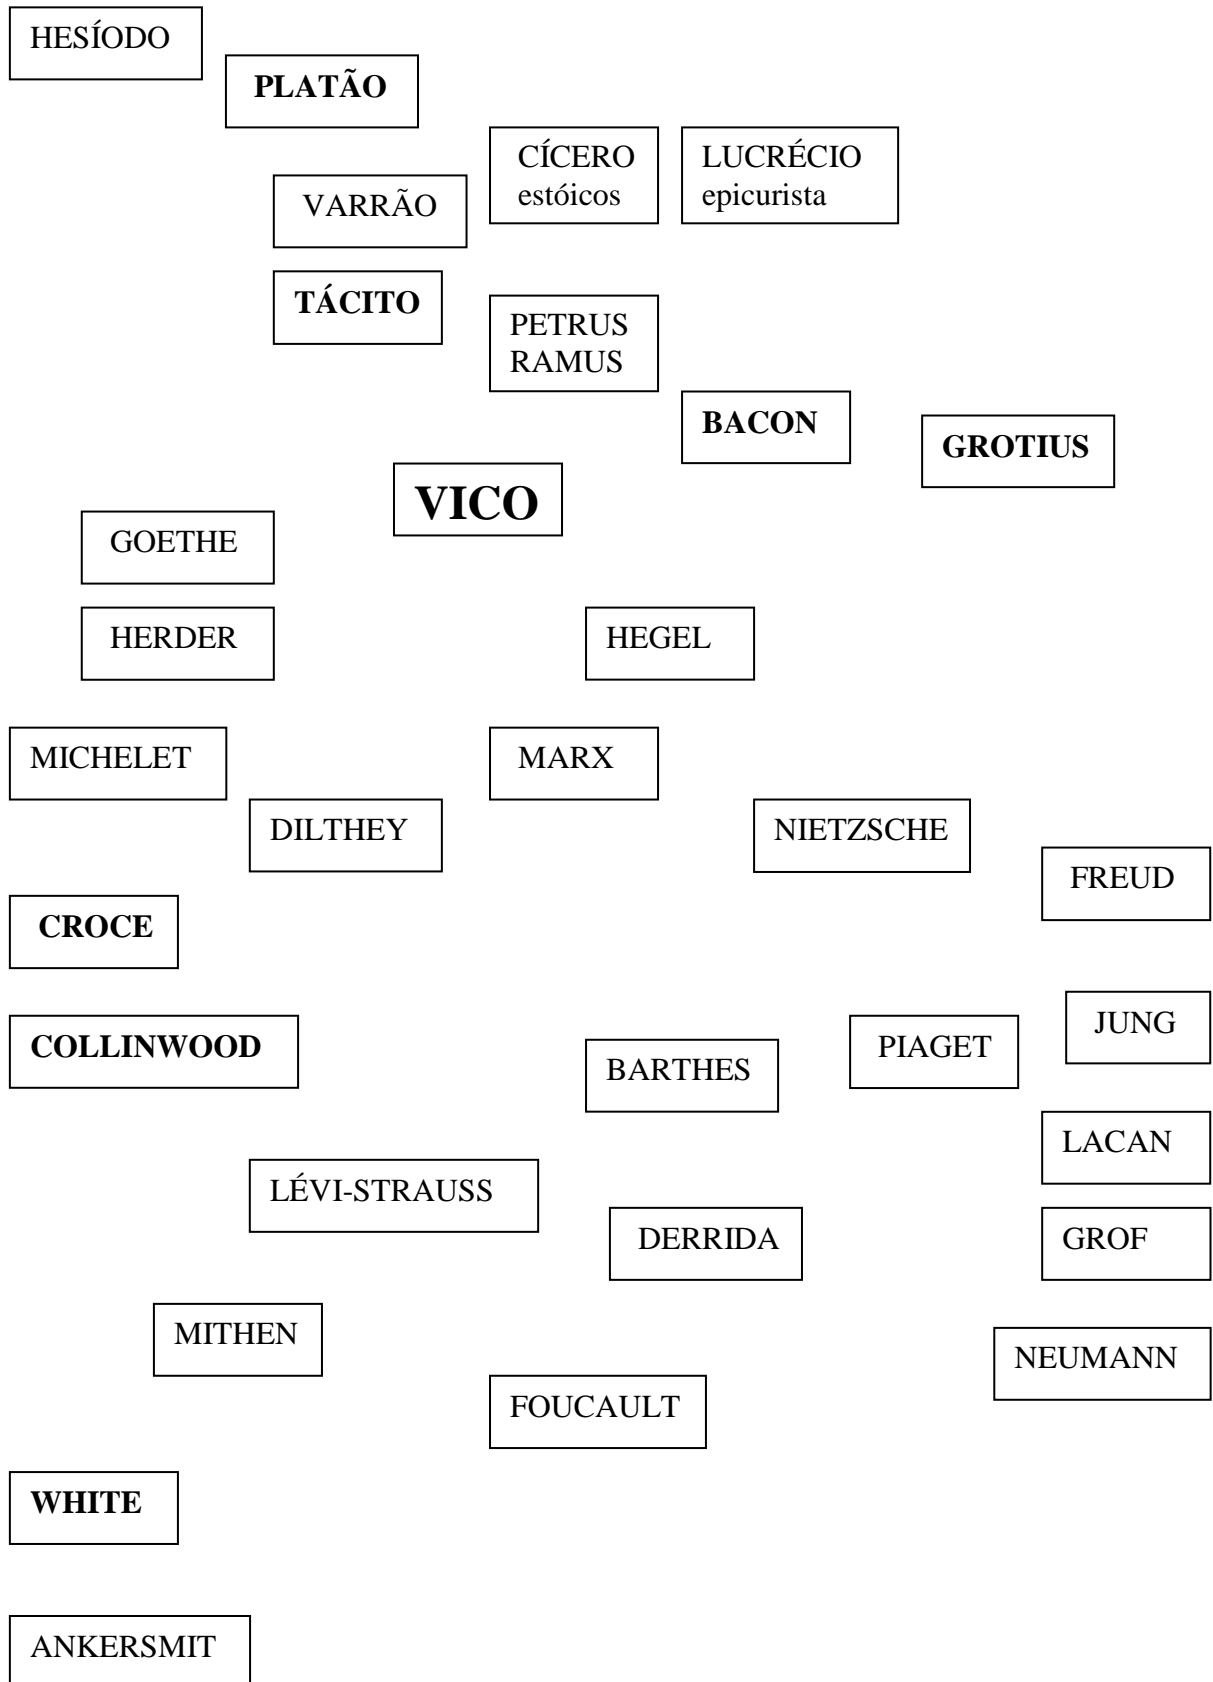 HESÍODO
PLATÃO
CÍCERO
estóicos
LUCRÉCIO
epicurista
VARRÃO
TÁCITO
PETRUS
RAMUS
BACON
GROTIUS
VICO
GOETHE
HERDER
HEGEL
MICHELET
MARX
DILTHEY
NIETZSCHE
FREUD
CROCE
JUNG
COLLINWOOD
PIAGET
BARTHES
LACAN
LÉVI-STRAUSS
DERRIDA
GROF
MITHEN
NEUMANN
FOUCAULT
WHITE
ANKERSMIT